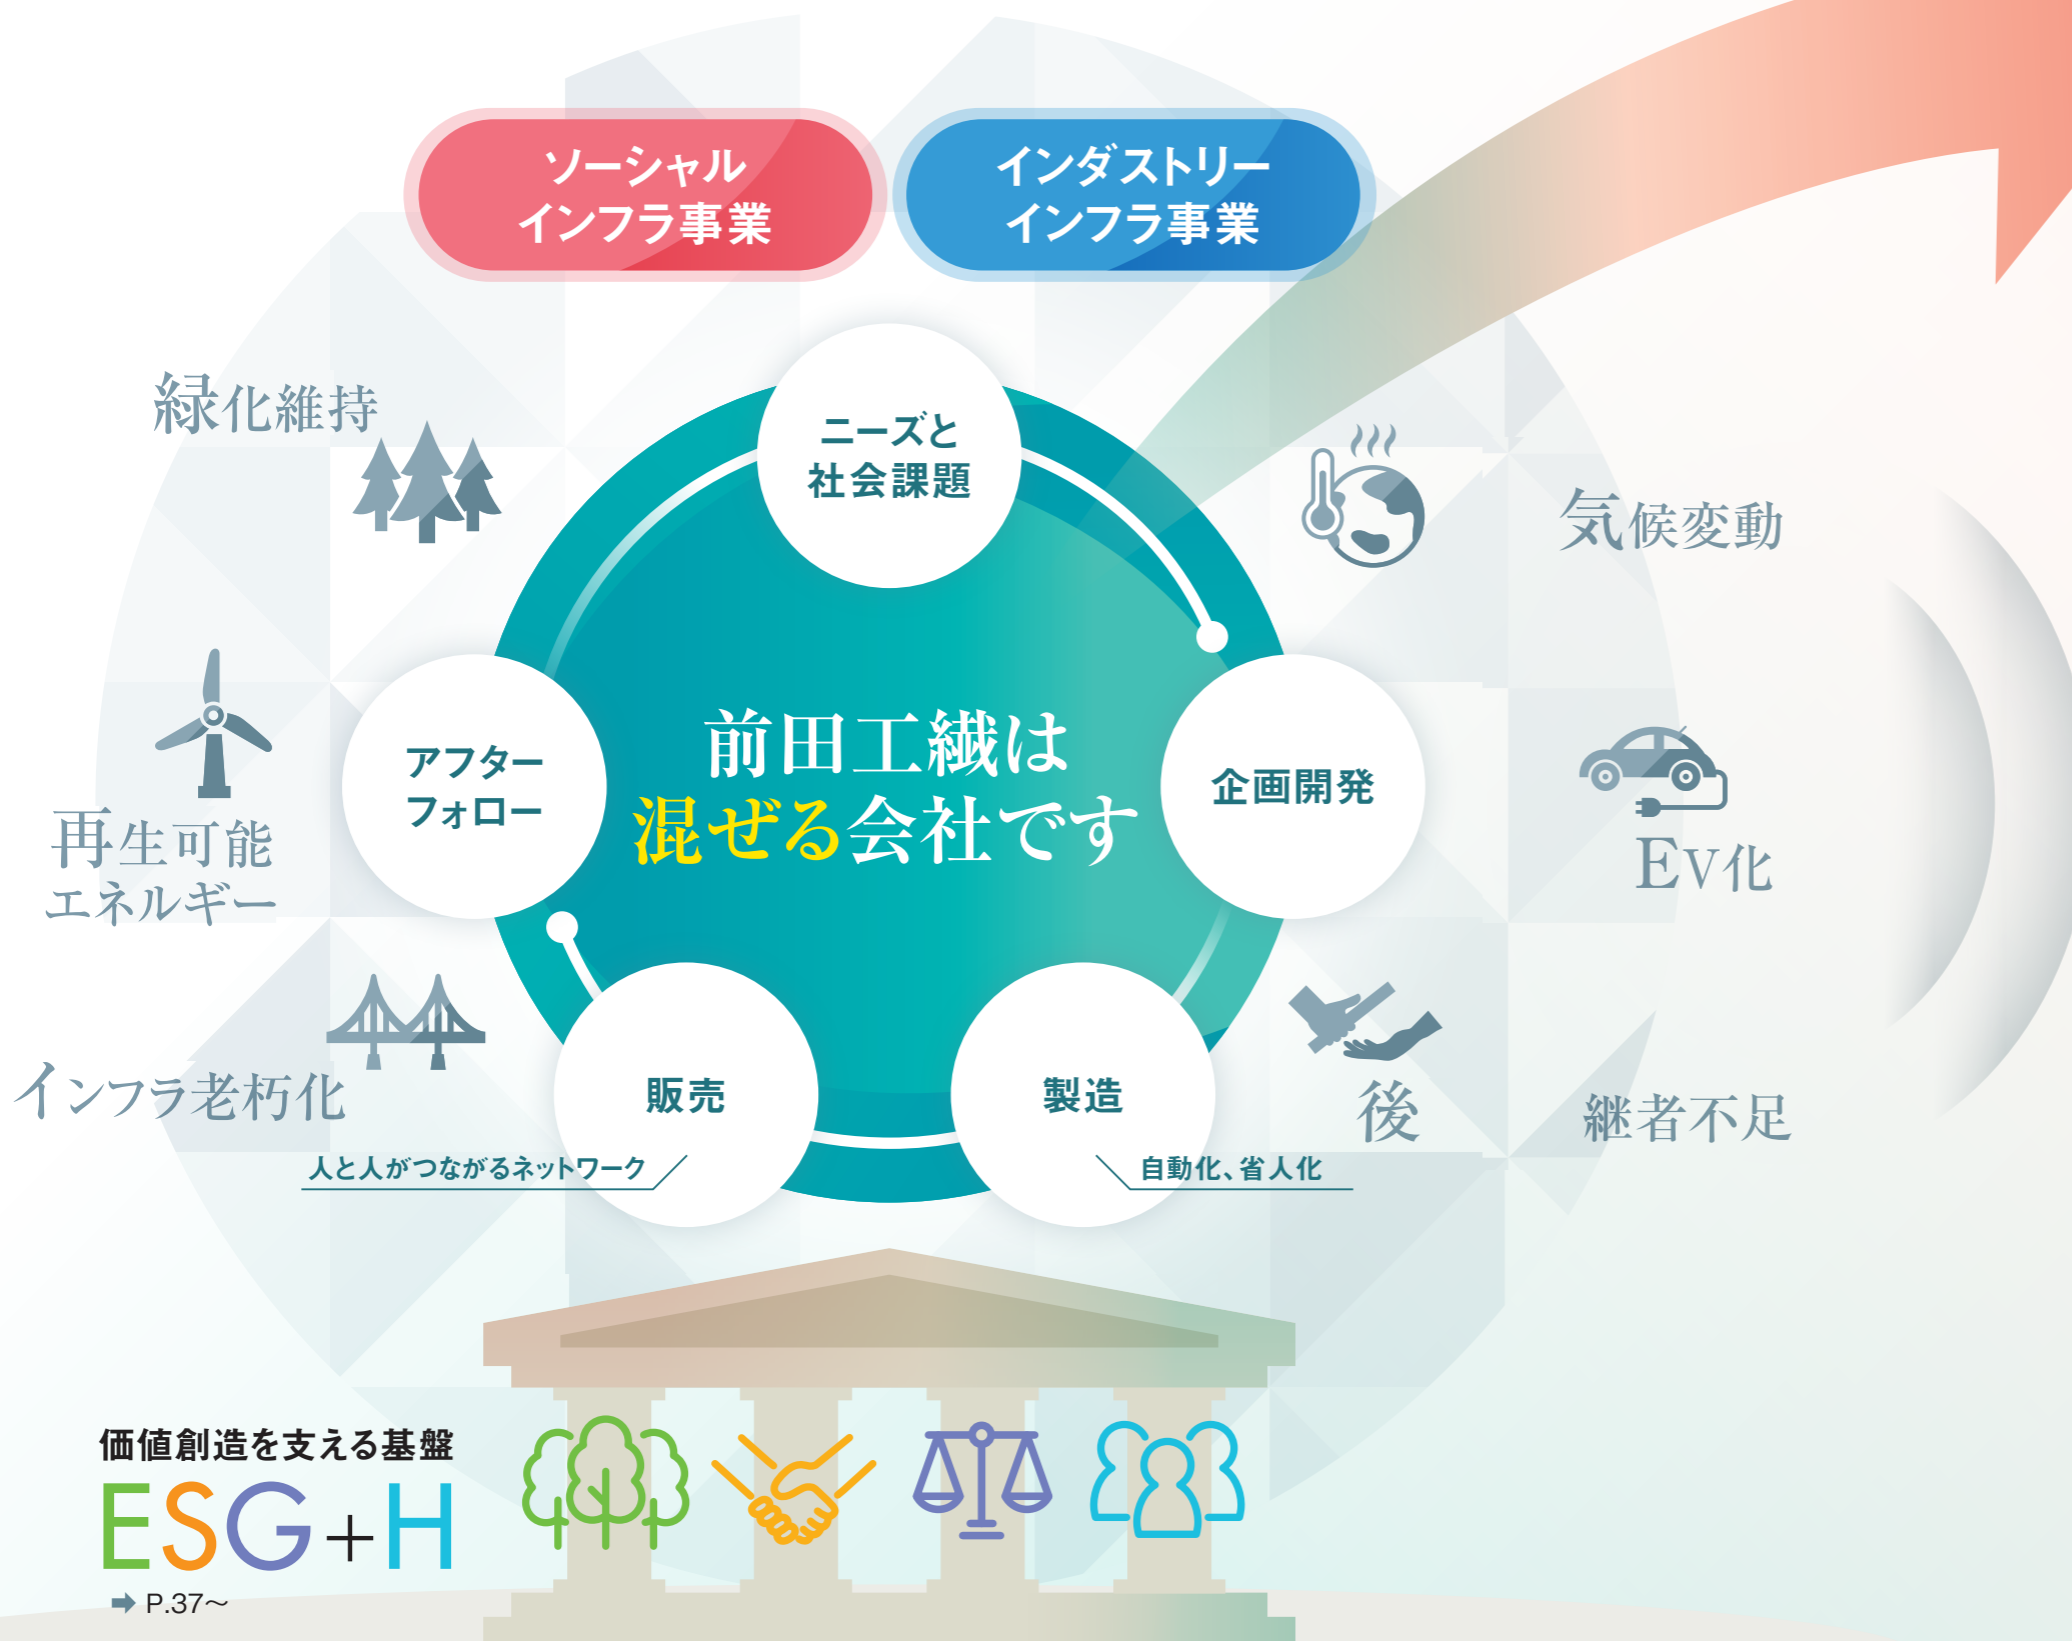 ソーシャル
インフラ事業
インダストリー
インフラ事業
ニーズと
社会課題
緑化維持
気候変動
アフター
フォロー
前田工繊は
混ぜる会社です
企画開発
再生可能
エネルギー
EV化
インフラ老朽化
販売
製造
後継者不足
人と人がつながるネットワーク
自動化、省人化
価値創造を支える基盤
ESG+H
➡ P.37～